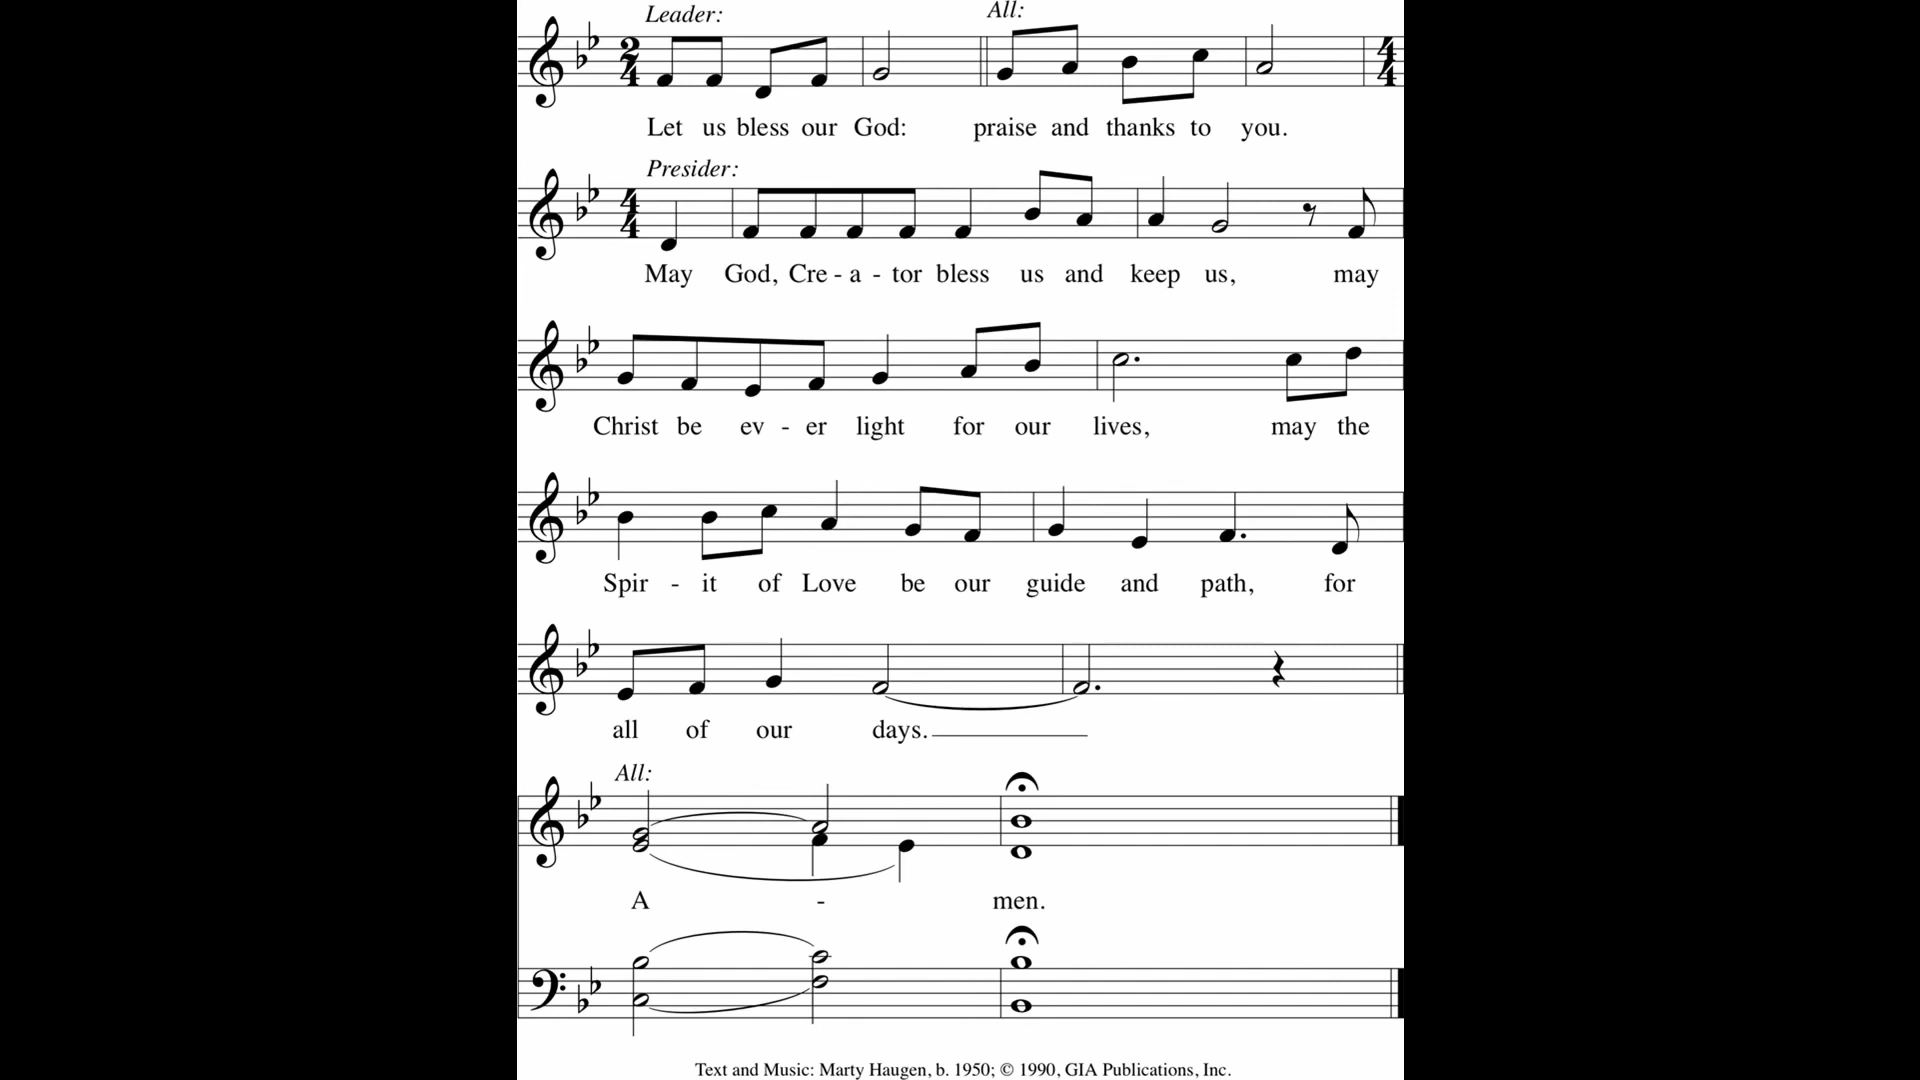 Leader: All:
Let us bless our God: praise and thanks to you.
Presider:
May God, Cre - a - tor bless us and keep us, may
Christ be ev - er light for our lives, may the
Spir - it of Love be our guide and path, for
all of our days.
All:
A - men.
Text and Music: Marty Haugen, b. 1950; © 1990, GIA Publications, Inc.